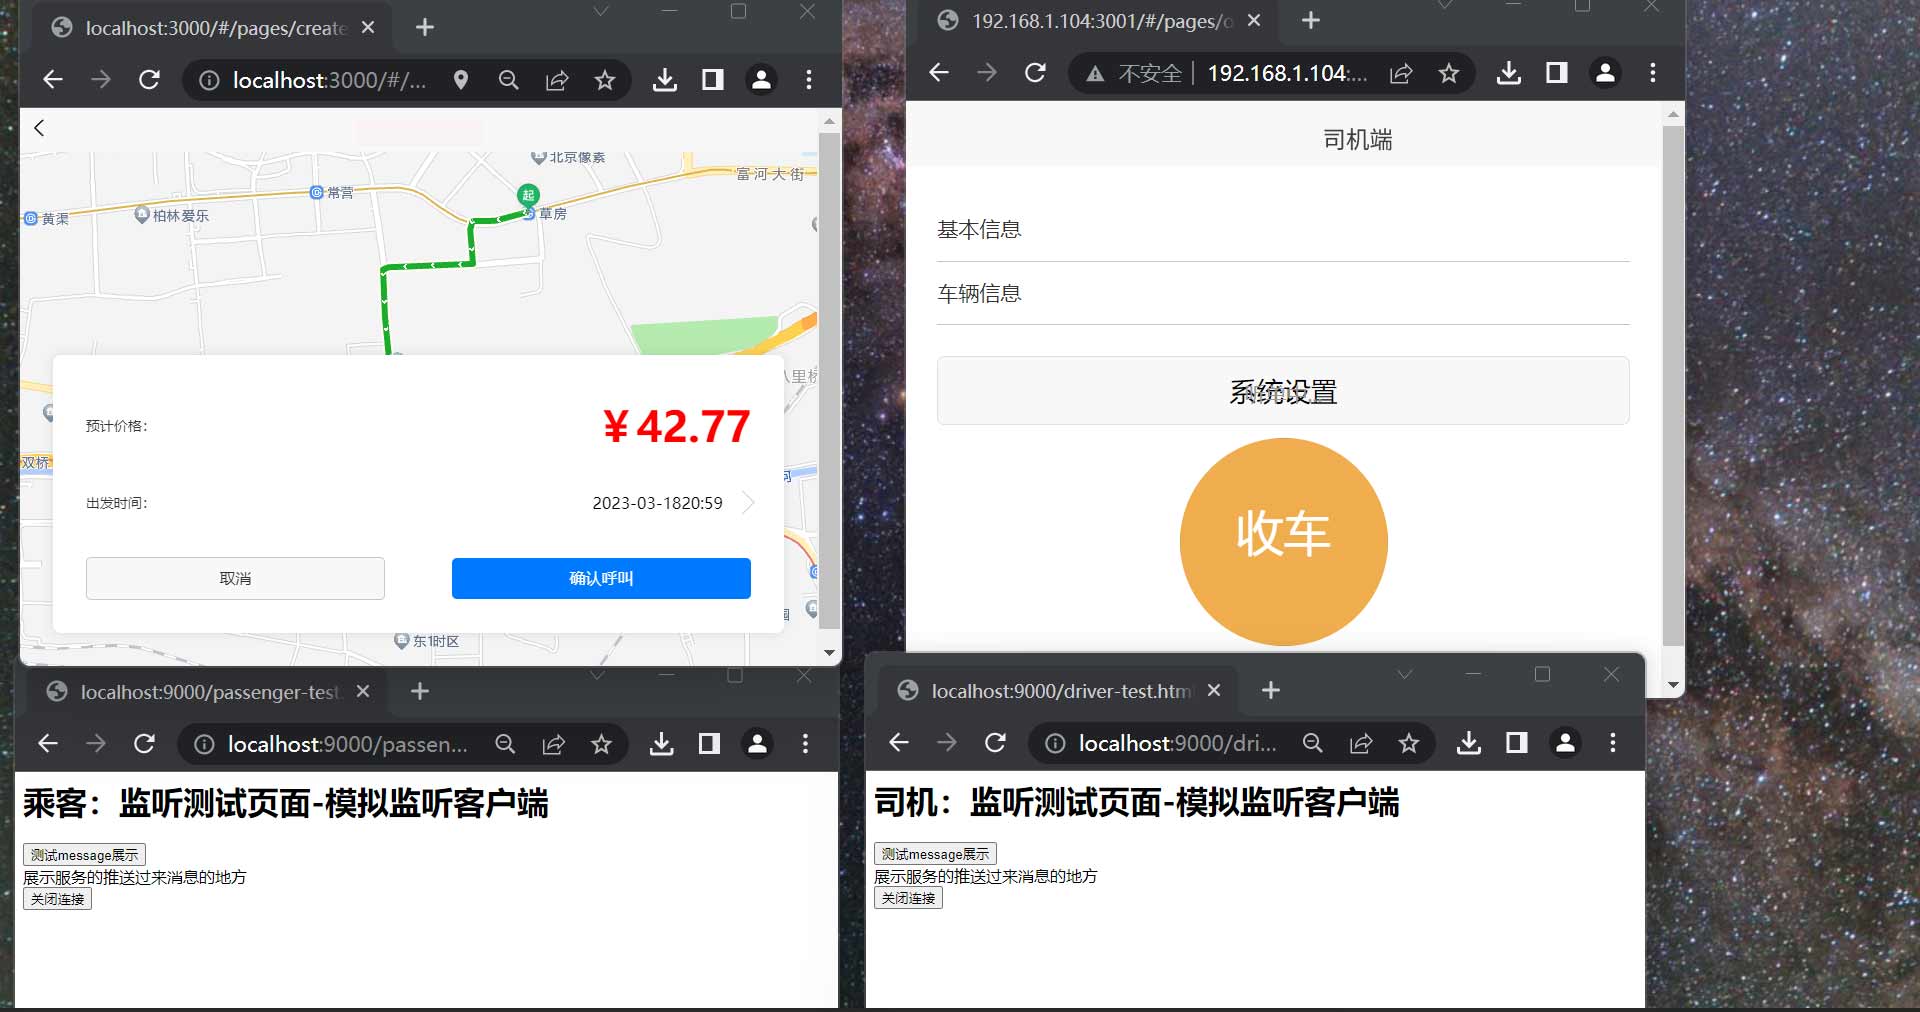 localhost:3000/#/pages/create
localhost:3000/#/...
北京像素
富河大街
常营
起
草房
黄渠
柏林爱乐
八里桥
双桥
河
预计价格：
￥42.77
出发时间：
2023-03-1820:59
取消
确认呼叫
园
东1时区
192.168.1.104:3001/#/pages/o
不安全
192.168.1.104:...
司机端
基本信息
车辆信息
系统设置
收车
localhost:9000/passenger-test.
localhost:9000/passen...
乘客：监听测试页面-模拟监听客户端
测试message展示
展示服务的推送过来消息的地方
关闭连接
localhost:9000/driver-test.html
localhost:9000/dri...
司机：监听测试页面-模拟监听客户端
测试message展示
展示服务的推送过来消息的地方
关闭连接